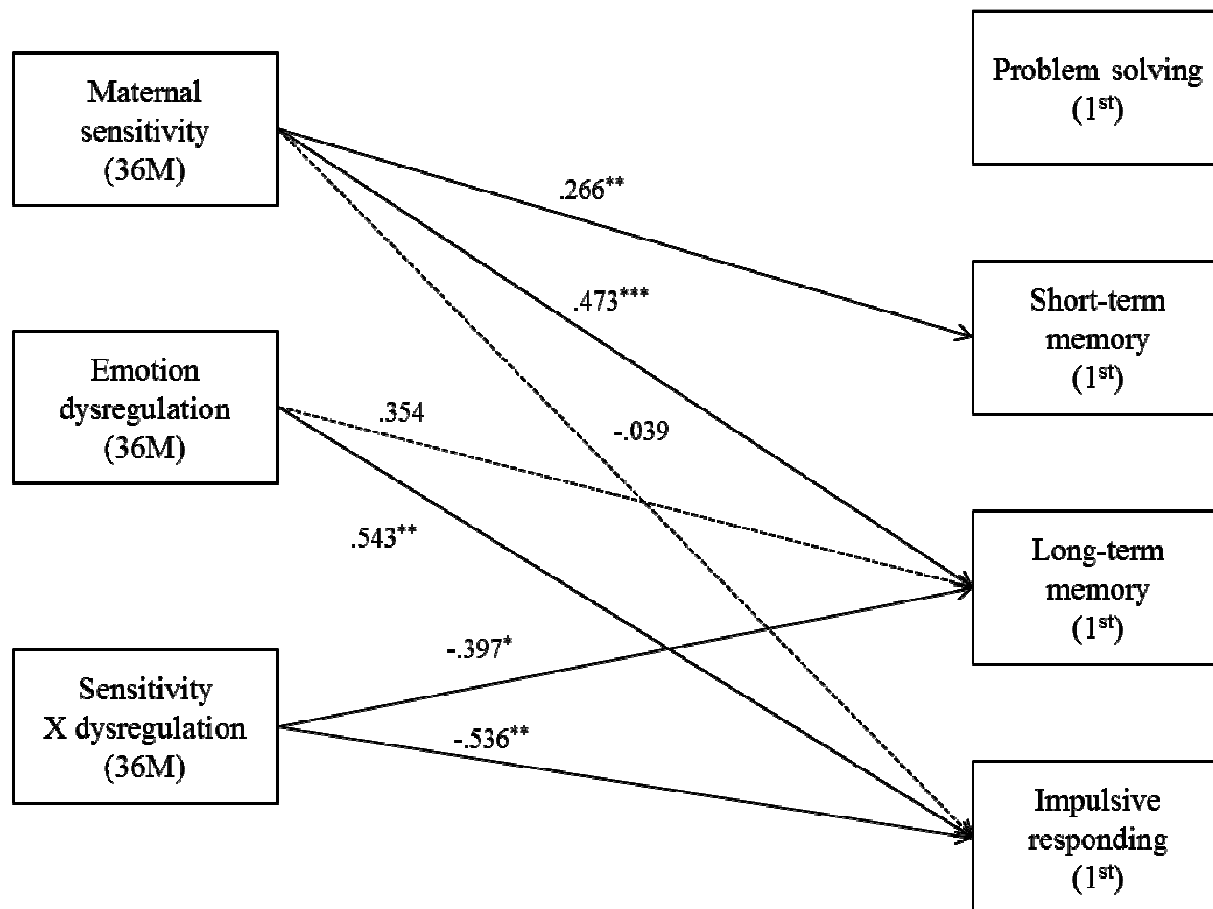 Maternal
sensitivity
(36M)
Emotion
dysregulation
(36M)
Sensitivity
X dysregulation
(36M)
.266**
.473***
-.039
.354
.543**
-.397*
-.536**
Problem solving
(1st)
Short-term
memory
(1st)
Long-term
memory
(1st)
Impulsive
responding
(1st)